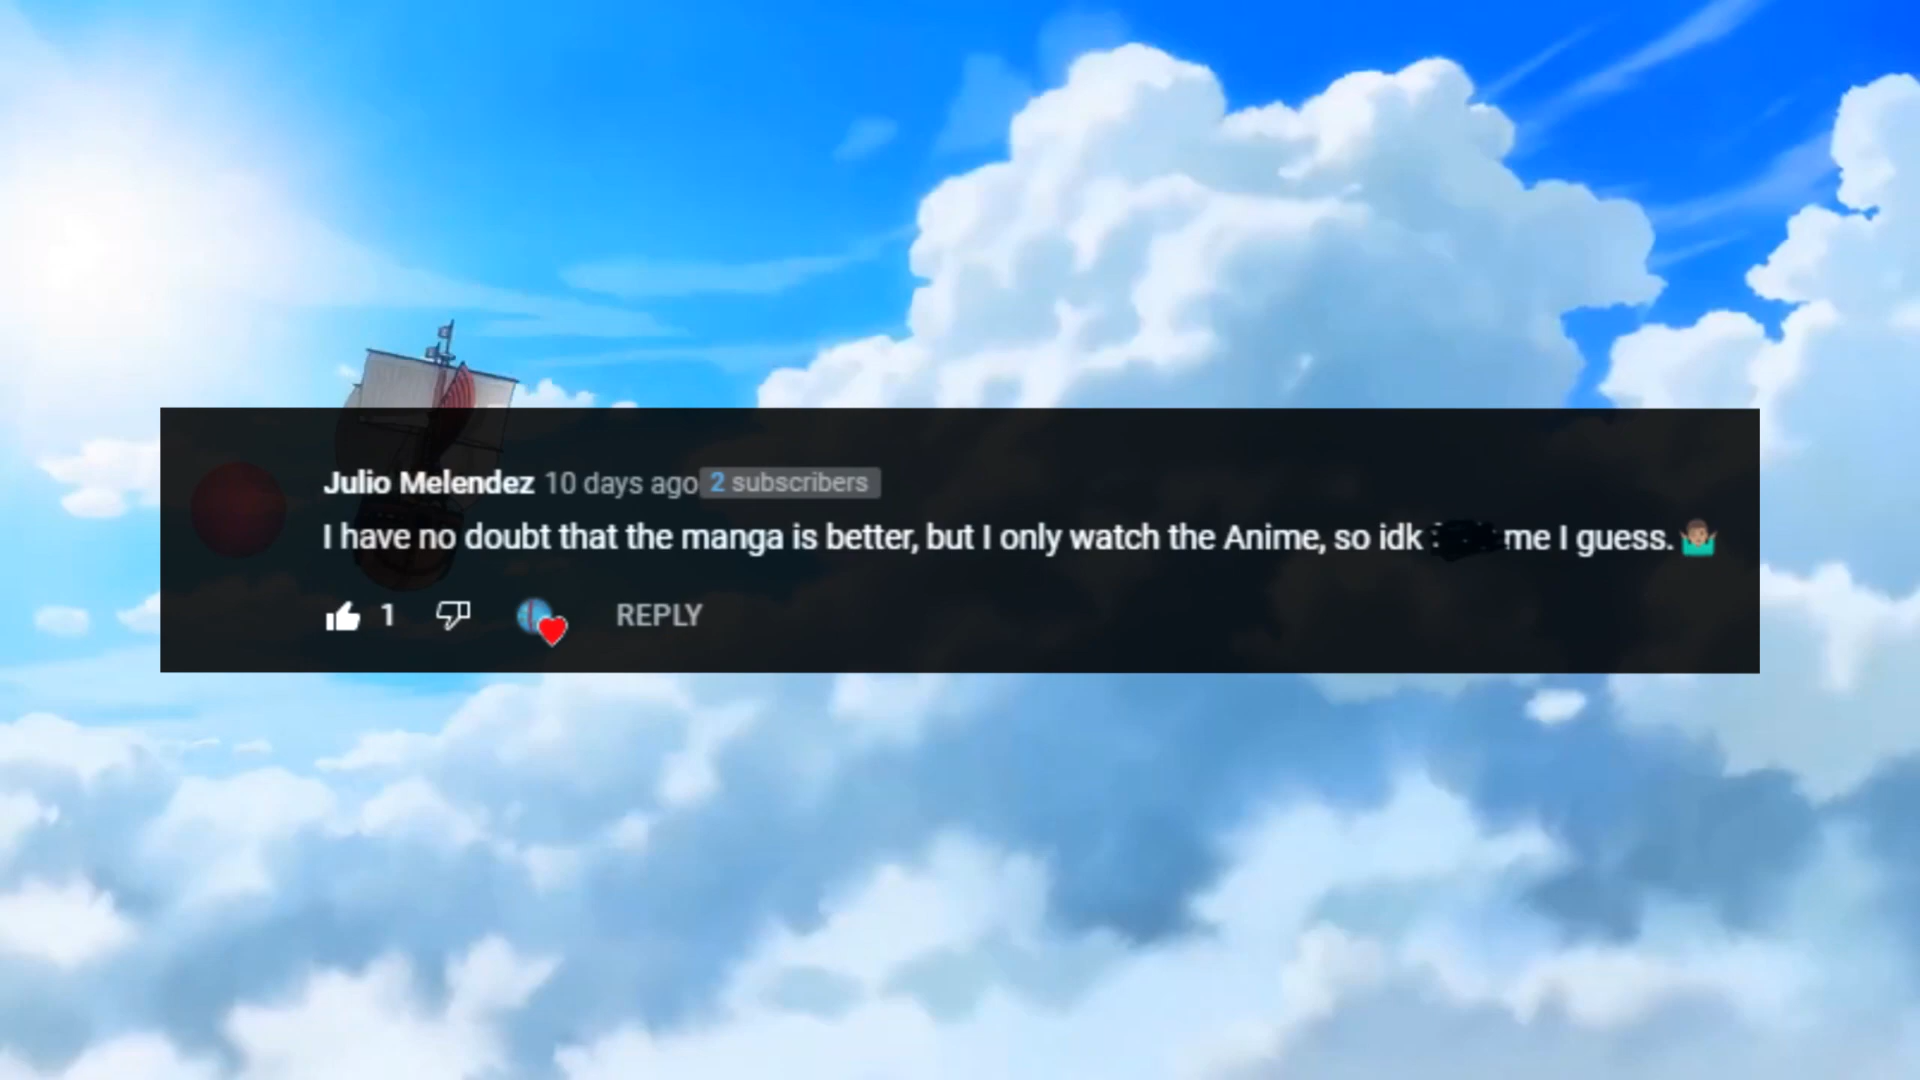 Julio Melendez 10 days ago 2 subscribers
I have no doubt that the manga is better, but I only watch the Anime, so idk me I guess. 🤷🏽‍♂️
1 REPLY